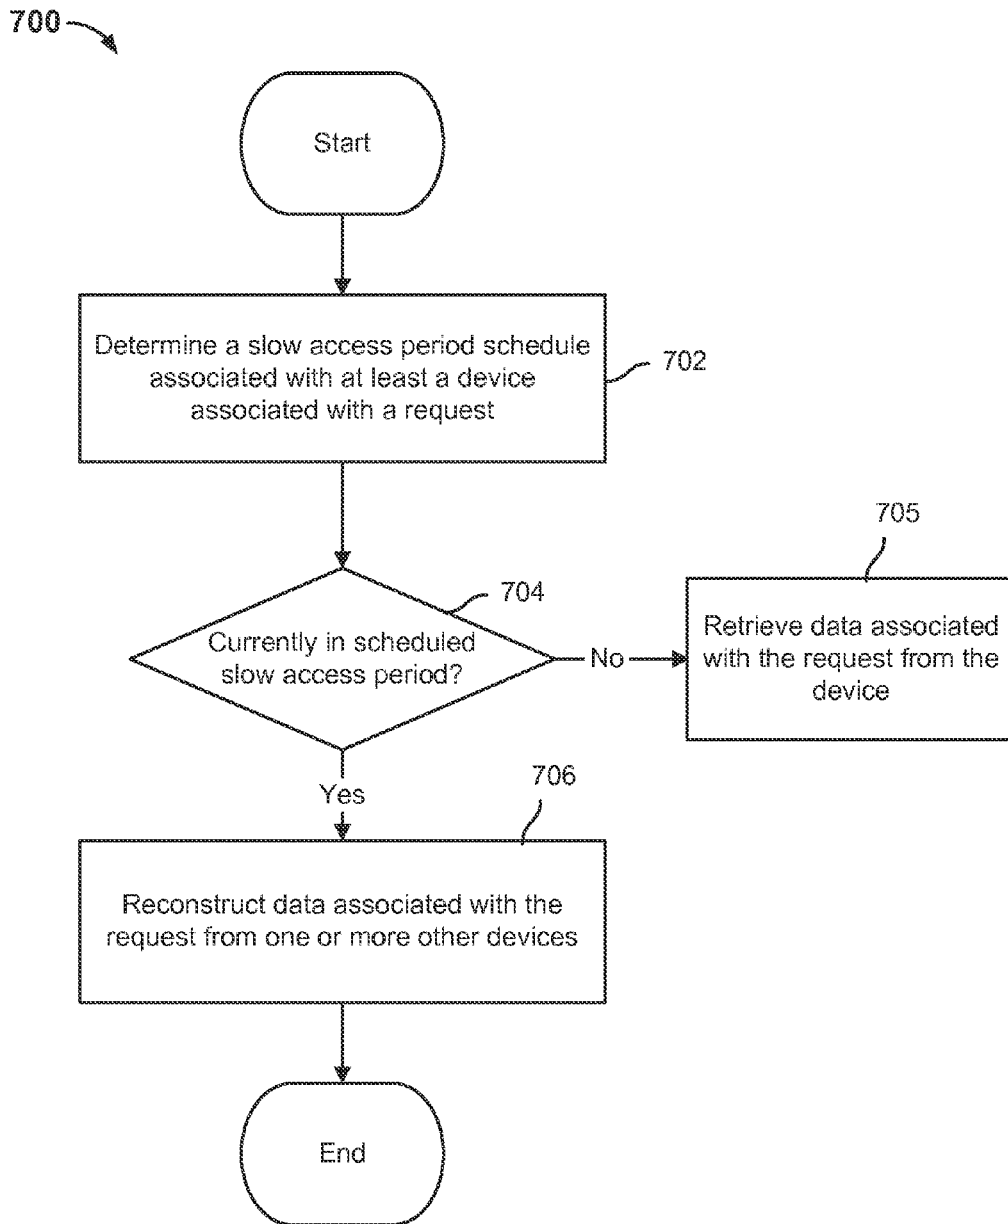 700
Start
Determine a slow access period schedule
associated with at least a device
associated with a request
702
705
704
Currently in scheduled
slow access period?
No
Retrieve data associated
with the request from the
device
Yes
706
Reconstruct data associated with the
request from one or more other devices
End